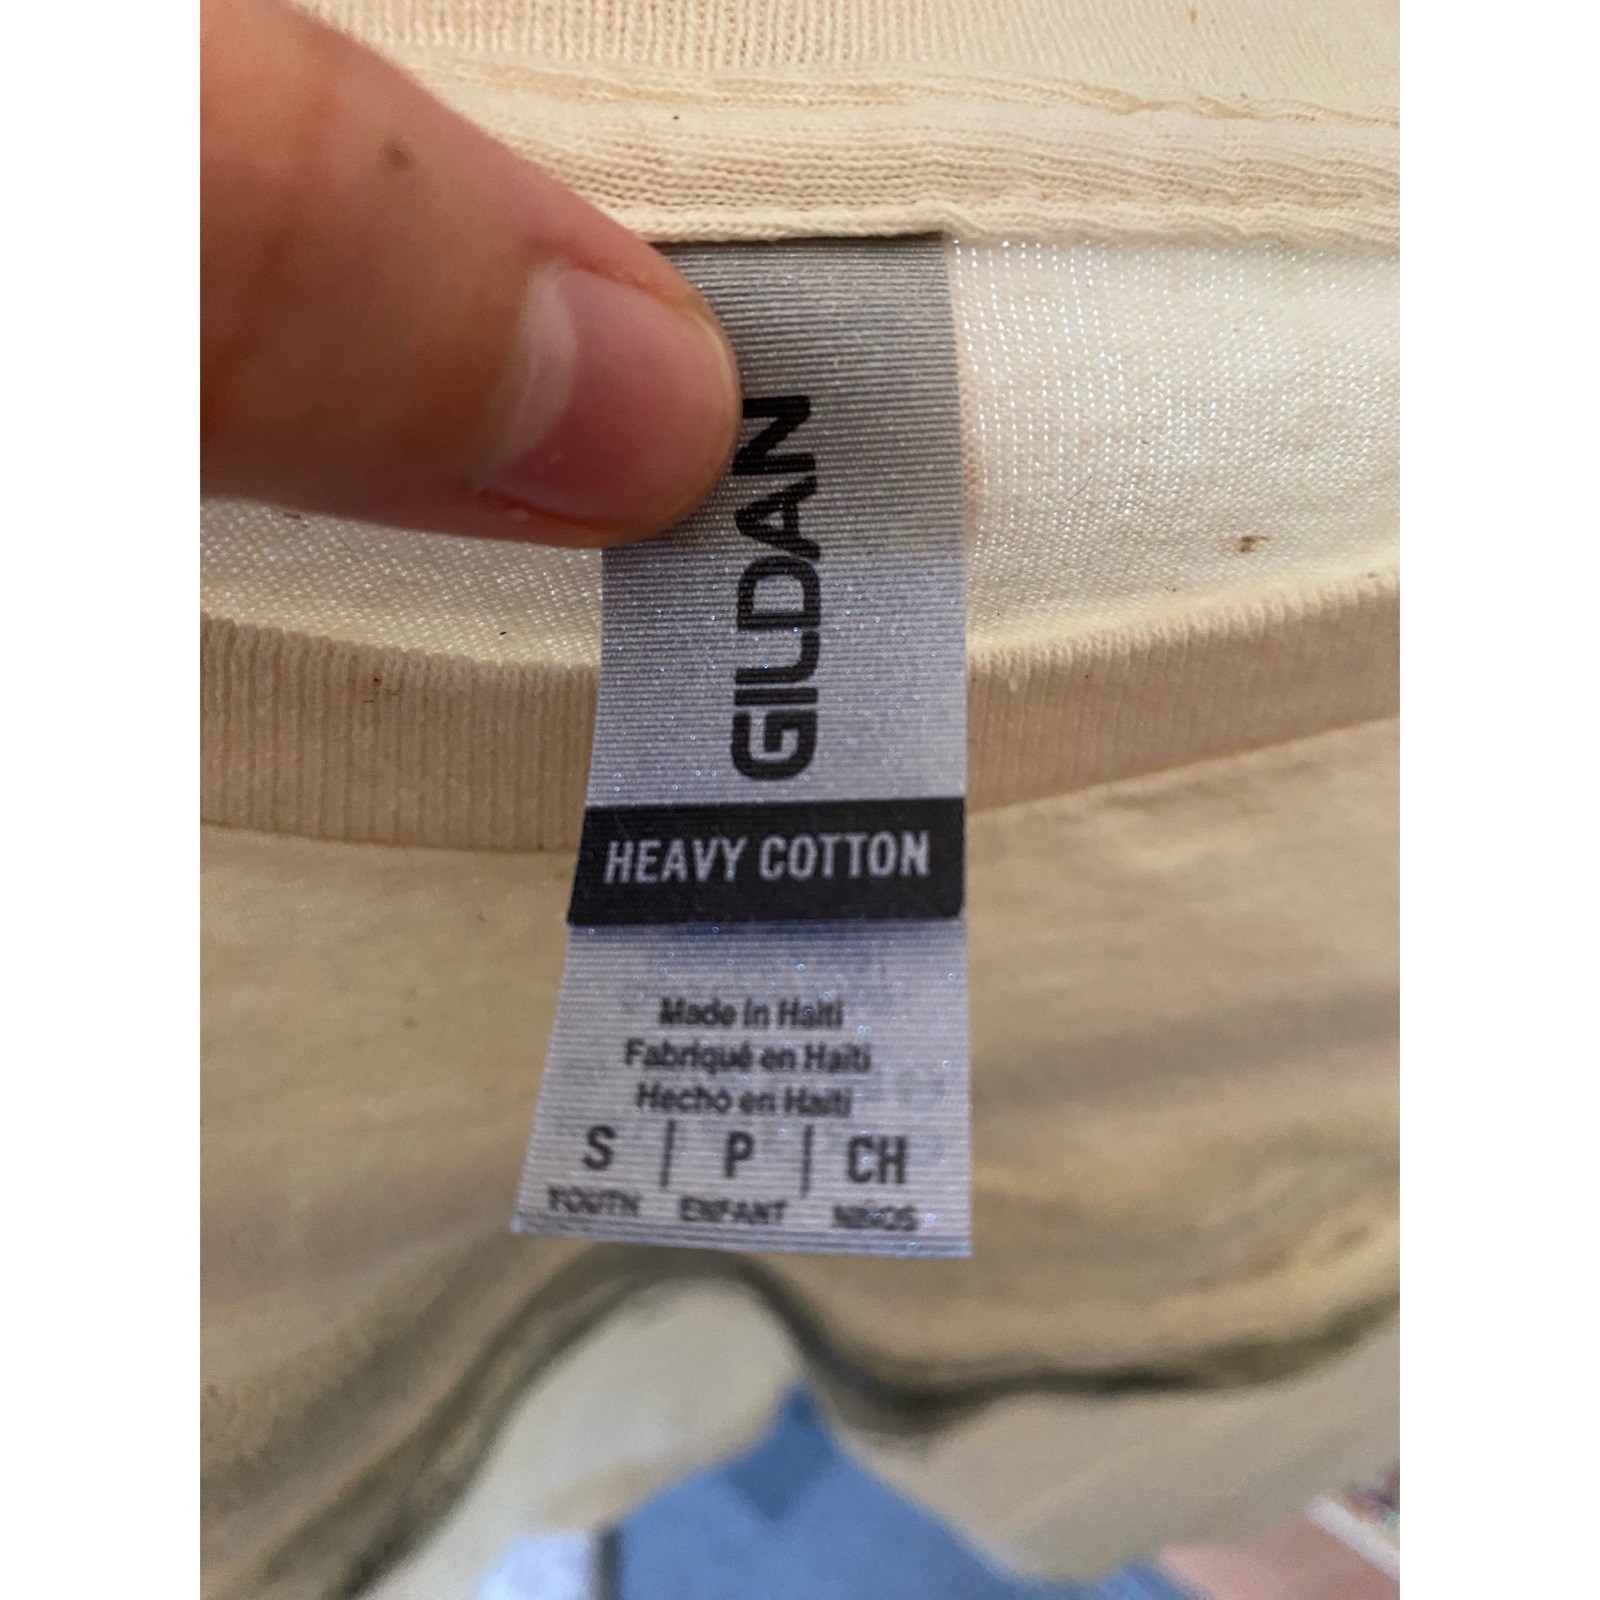 GILDAN
HEAVY COTTON
Made in Haiti
Fabriqué en Haïti
Hecho en Haití
S | P | CH
YOUTH ENFANT NIÑOS